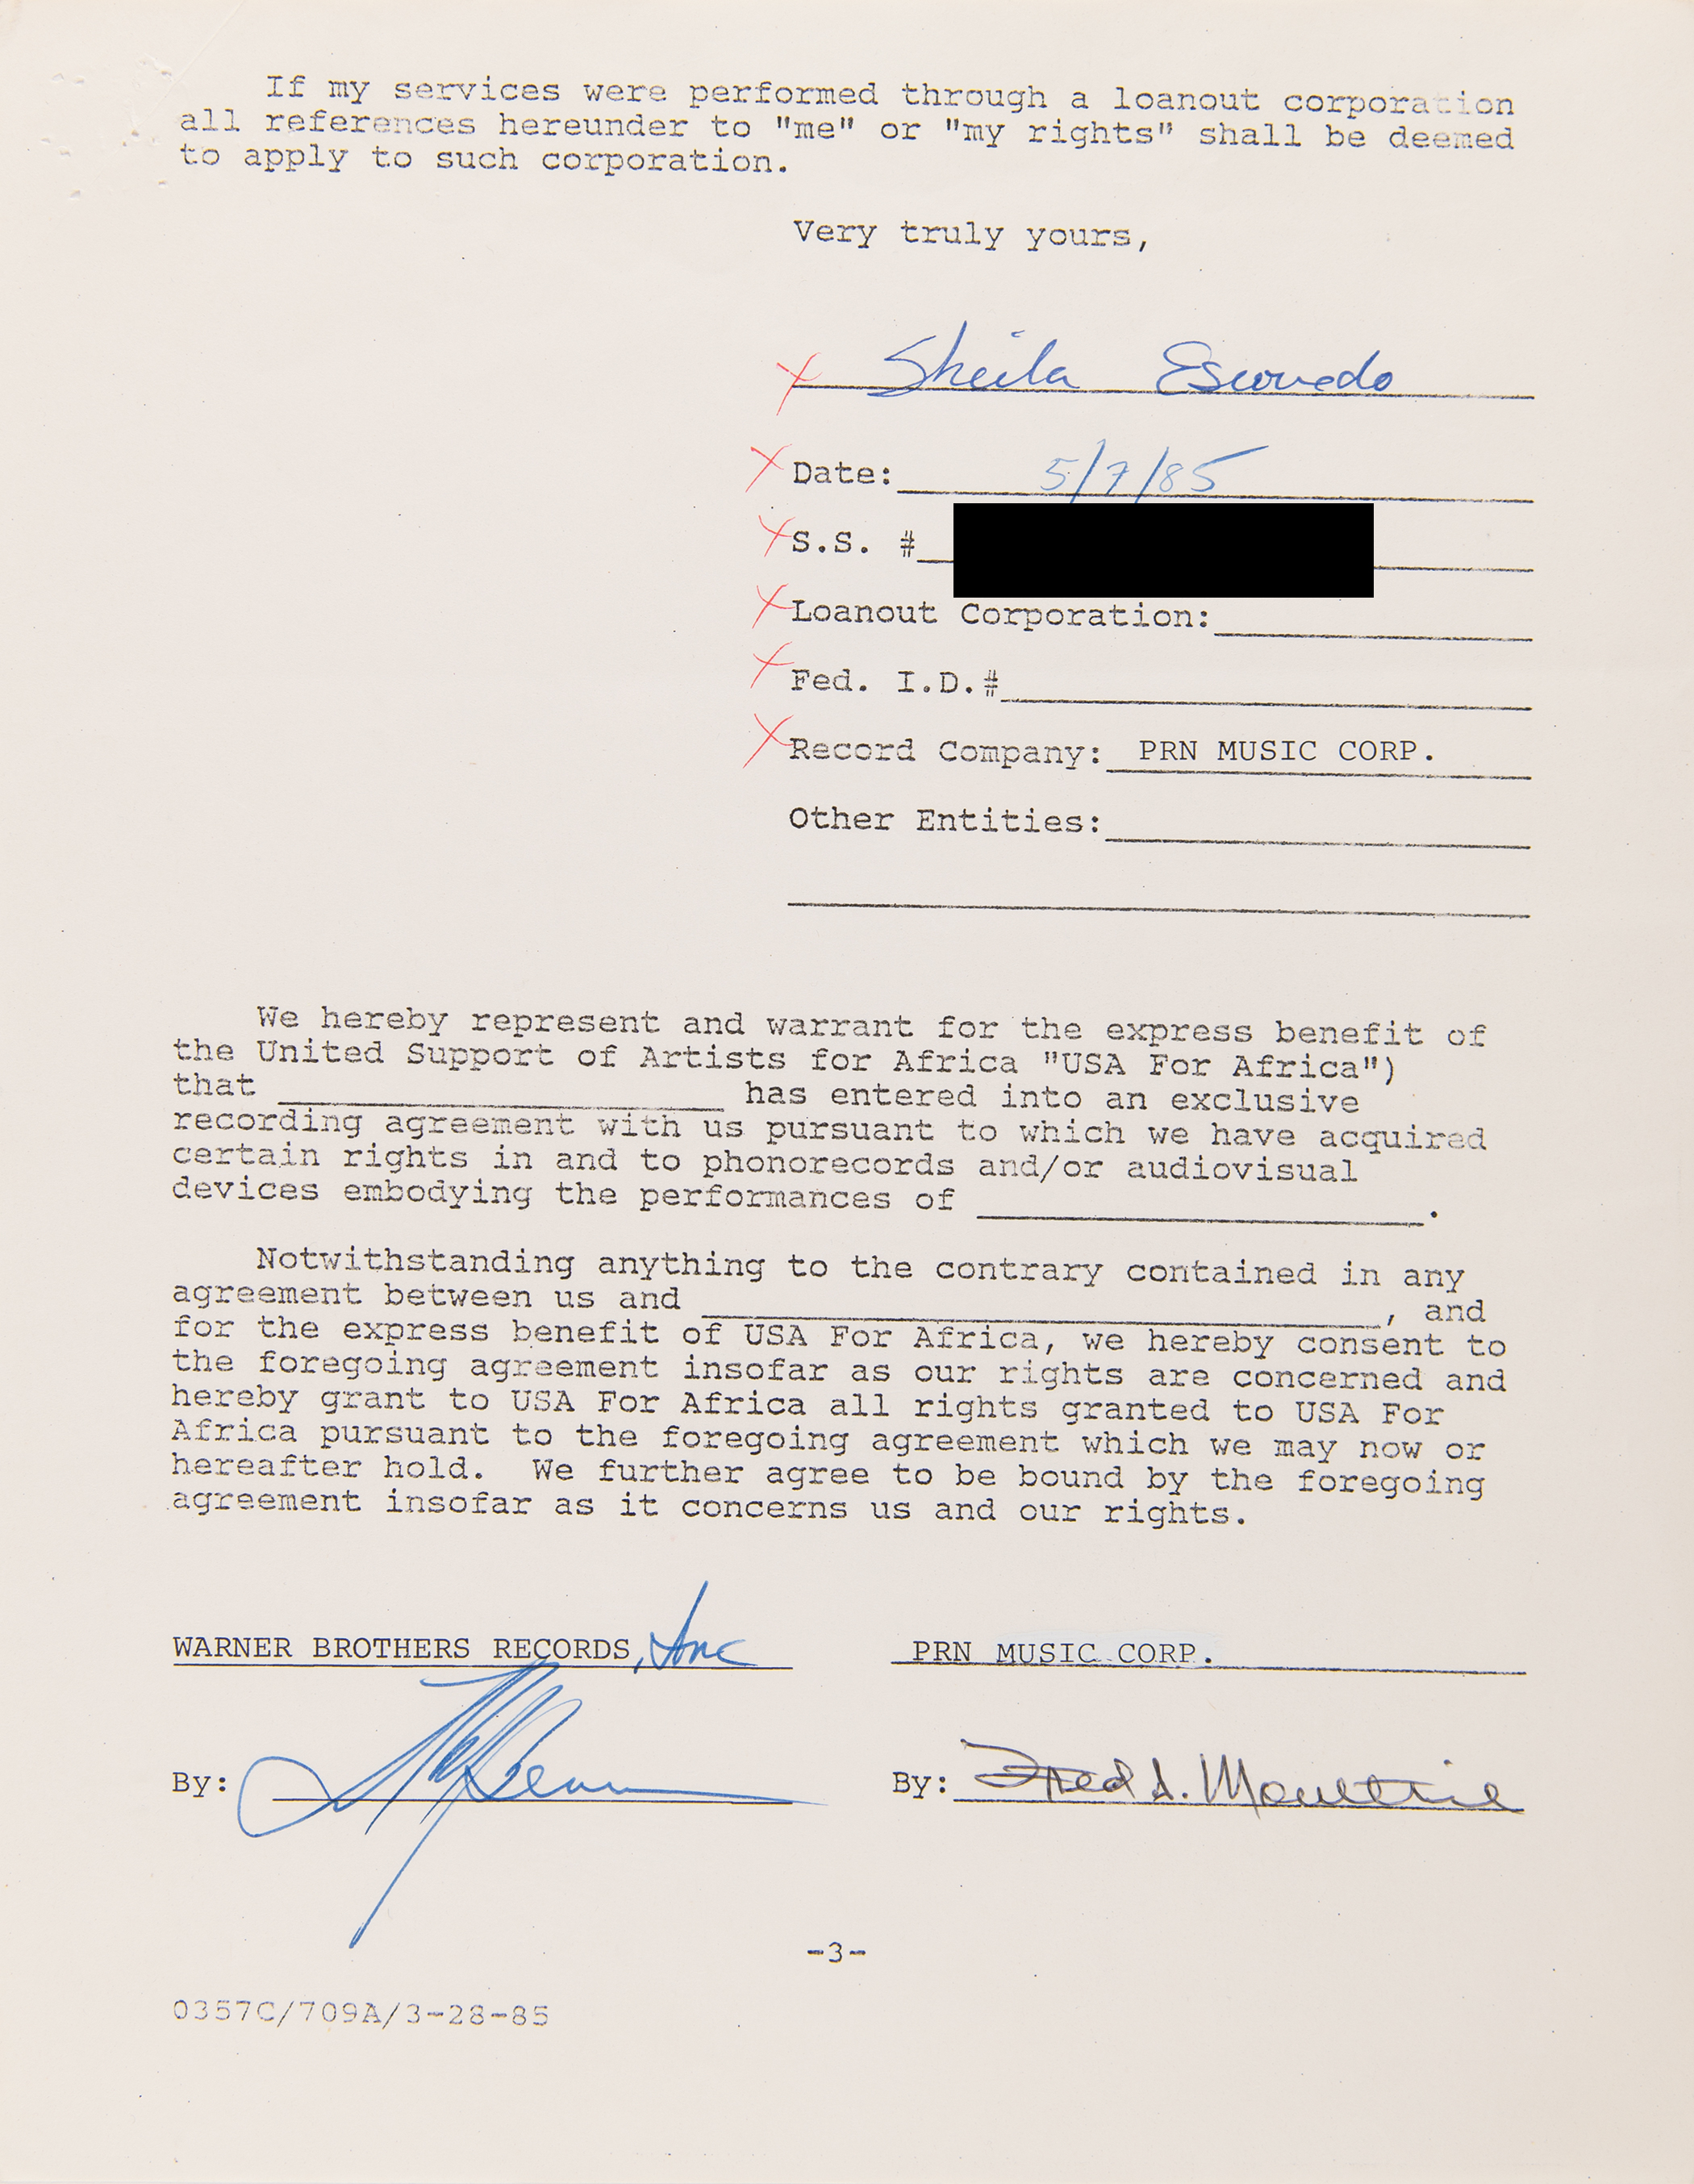 If my services were performed through a loanout corporation
all references hereunder to "me" or "my rights" shall be deemed
to apply to such corporation.
Very truly yours,
x Sheila Escovedo
x Date: 5/7/85
x S.S. #
x Loanout Corporation:
x Fed. I.D.#
x Record Company: PRN MUSIC CORP.
Other Entities:
We hereby represent and warrant for the express benefit of
the United Support of Artists for Africa "USA For Africa")
that ____ has entered into an exclusive
recording agreement with us pursuant to which we have acquired
certain rights in and to phonorecords and/or audiovisual
devices embodying the performances of ____.
Notwithstanding anything to the contrary contained in any
agreement between us and ____, and
for the express benefit of USA For Africa, we hereby consent to
the foregoing agreement insofar as our rights are concerned and
hereby grant to USA For Africa all rights granted to USA For
Africa pursuant to the foregoing agreement which we may now or
hereafter hold. We further agree to be bound by the foregoing
agreement insofar as it concerns us and our rights.
WARNER BROTHERS RECORDS, Inc PRN MUSIC CORP.
By: By: Fred S. Moultrie
-3-
0357C/709A/3-28-85